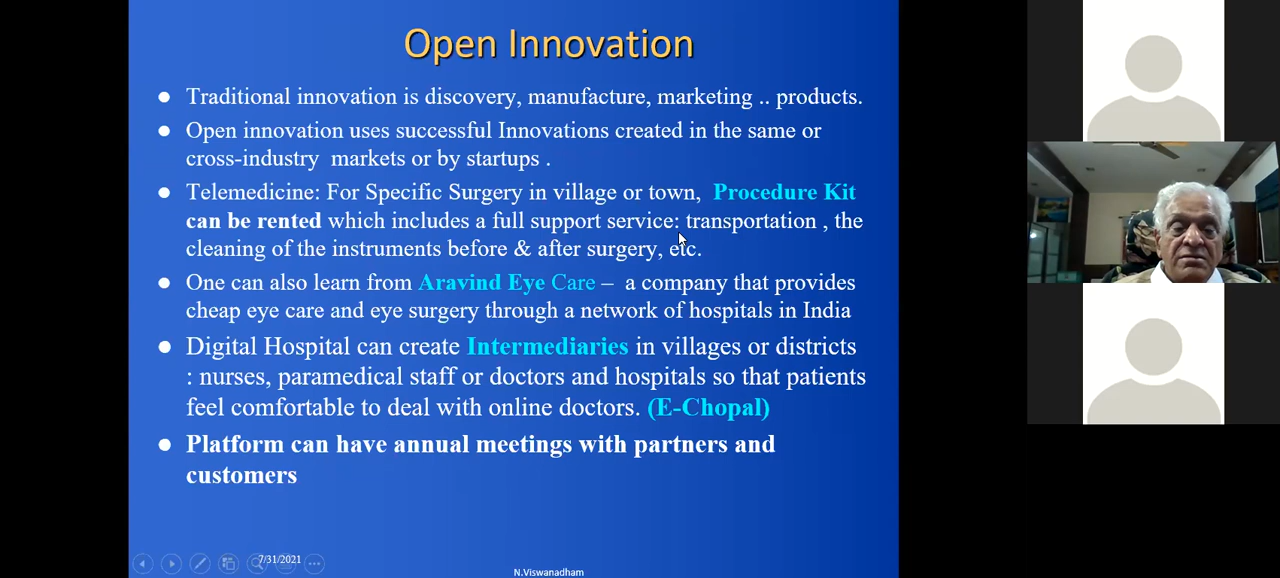 Open Innovation
● Traditional innovation is discovery, manufacture, marketing .. products.
● Open innovation uses successful Innovations created in the same or
cross-industry markets or by startups .
● Telemedicine: For Specific Surgery in village or town, Procedure Kit
can be rented which includes a full support service: transportation , the
cleaning of the instruments before & after surgery, etc.
● One can also learn from Aravind Eye Care – a company that provides
cheap eye care and eye surgery through a network of hospitals in India
● Digital Hospital can create Intermediaries in villages or districts
: nurses, paramedical staff or doctors and hospitals so that patients
feel comfortable to deal with online doctors. (E-Chopal)
● Platform can have annual meetings with partners and
customers
7/31/2021
N.Viswanadham